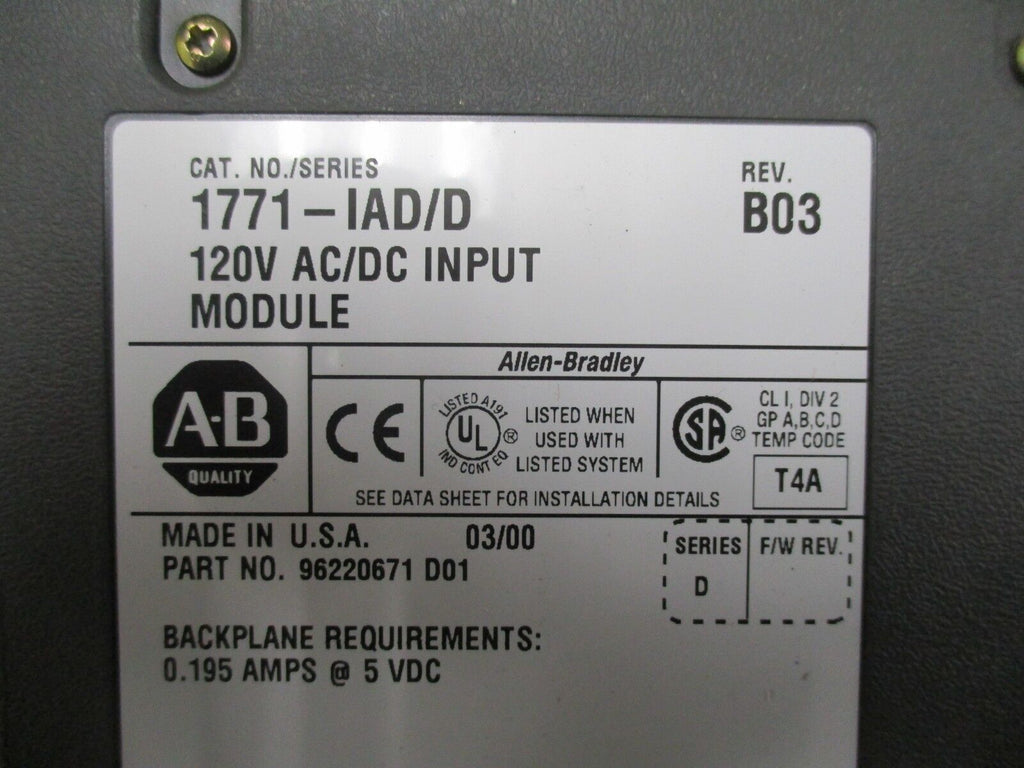 CAT. NO./SERIES
1771-IAD/D
120V AC/DC INPUT
MODULE
REV.
B03
Allen-Bradley
A-B
QUALITY
CE
LISTED A191
UL ®
IND CONT EQ
LISTED WHEN
USED WITH
LISTED SYSTEM
SA ®
CL I, DIV 2
GP A,B,C,D
TEMP CODE
T4A
SEE DATA SHEET FOR INSTALLATION DETAILS
MADE IN U.S.A. 03/00
PART NO. 96220671 D01
SERIES F/W REV.
D
BACKPLANE REQUIREMENTS:
0.195 AMPS @ 5 VDC